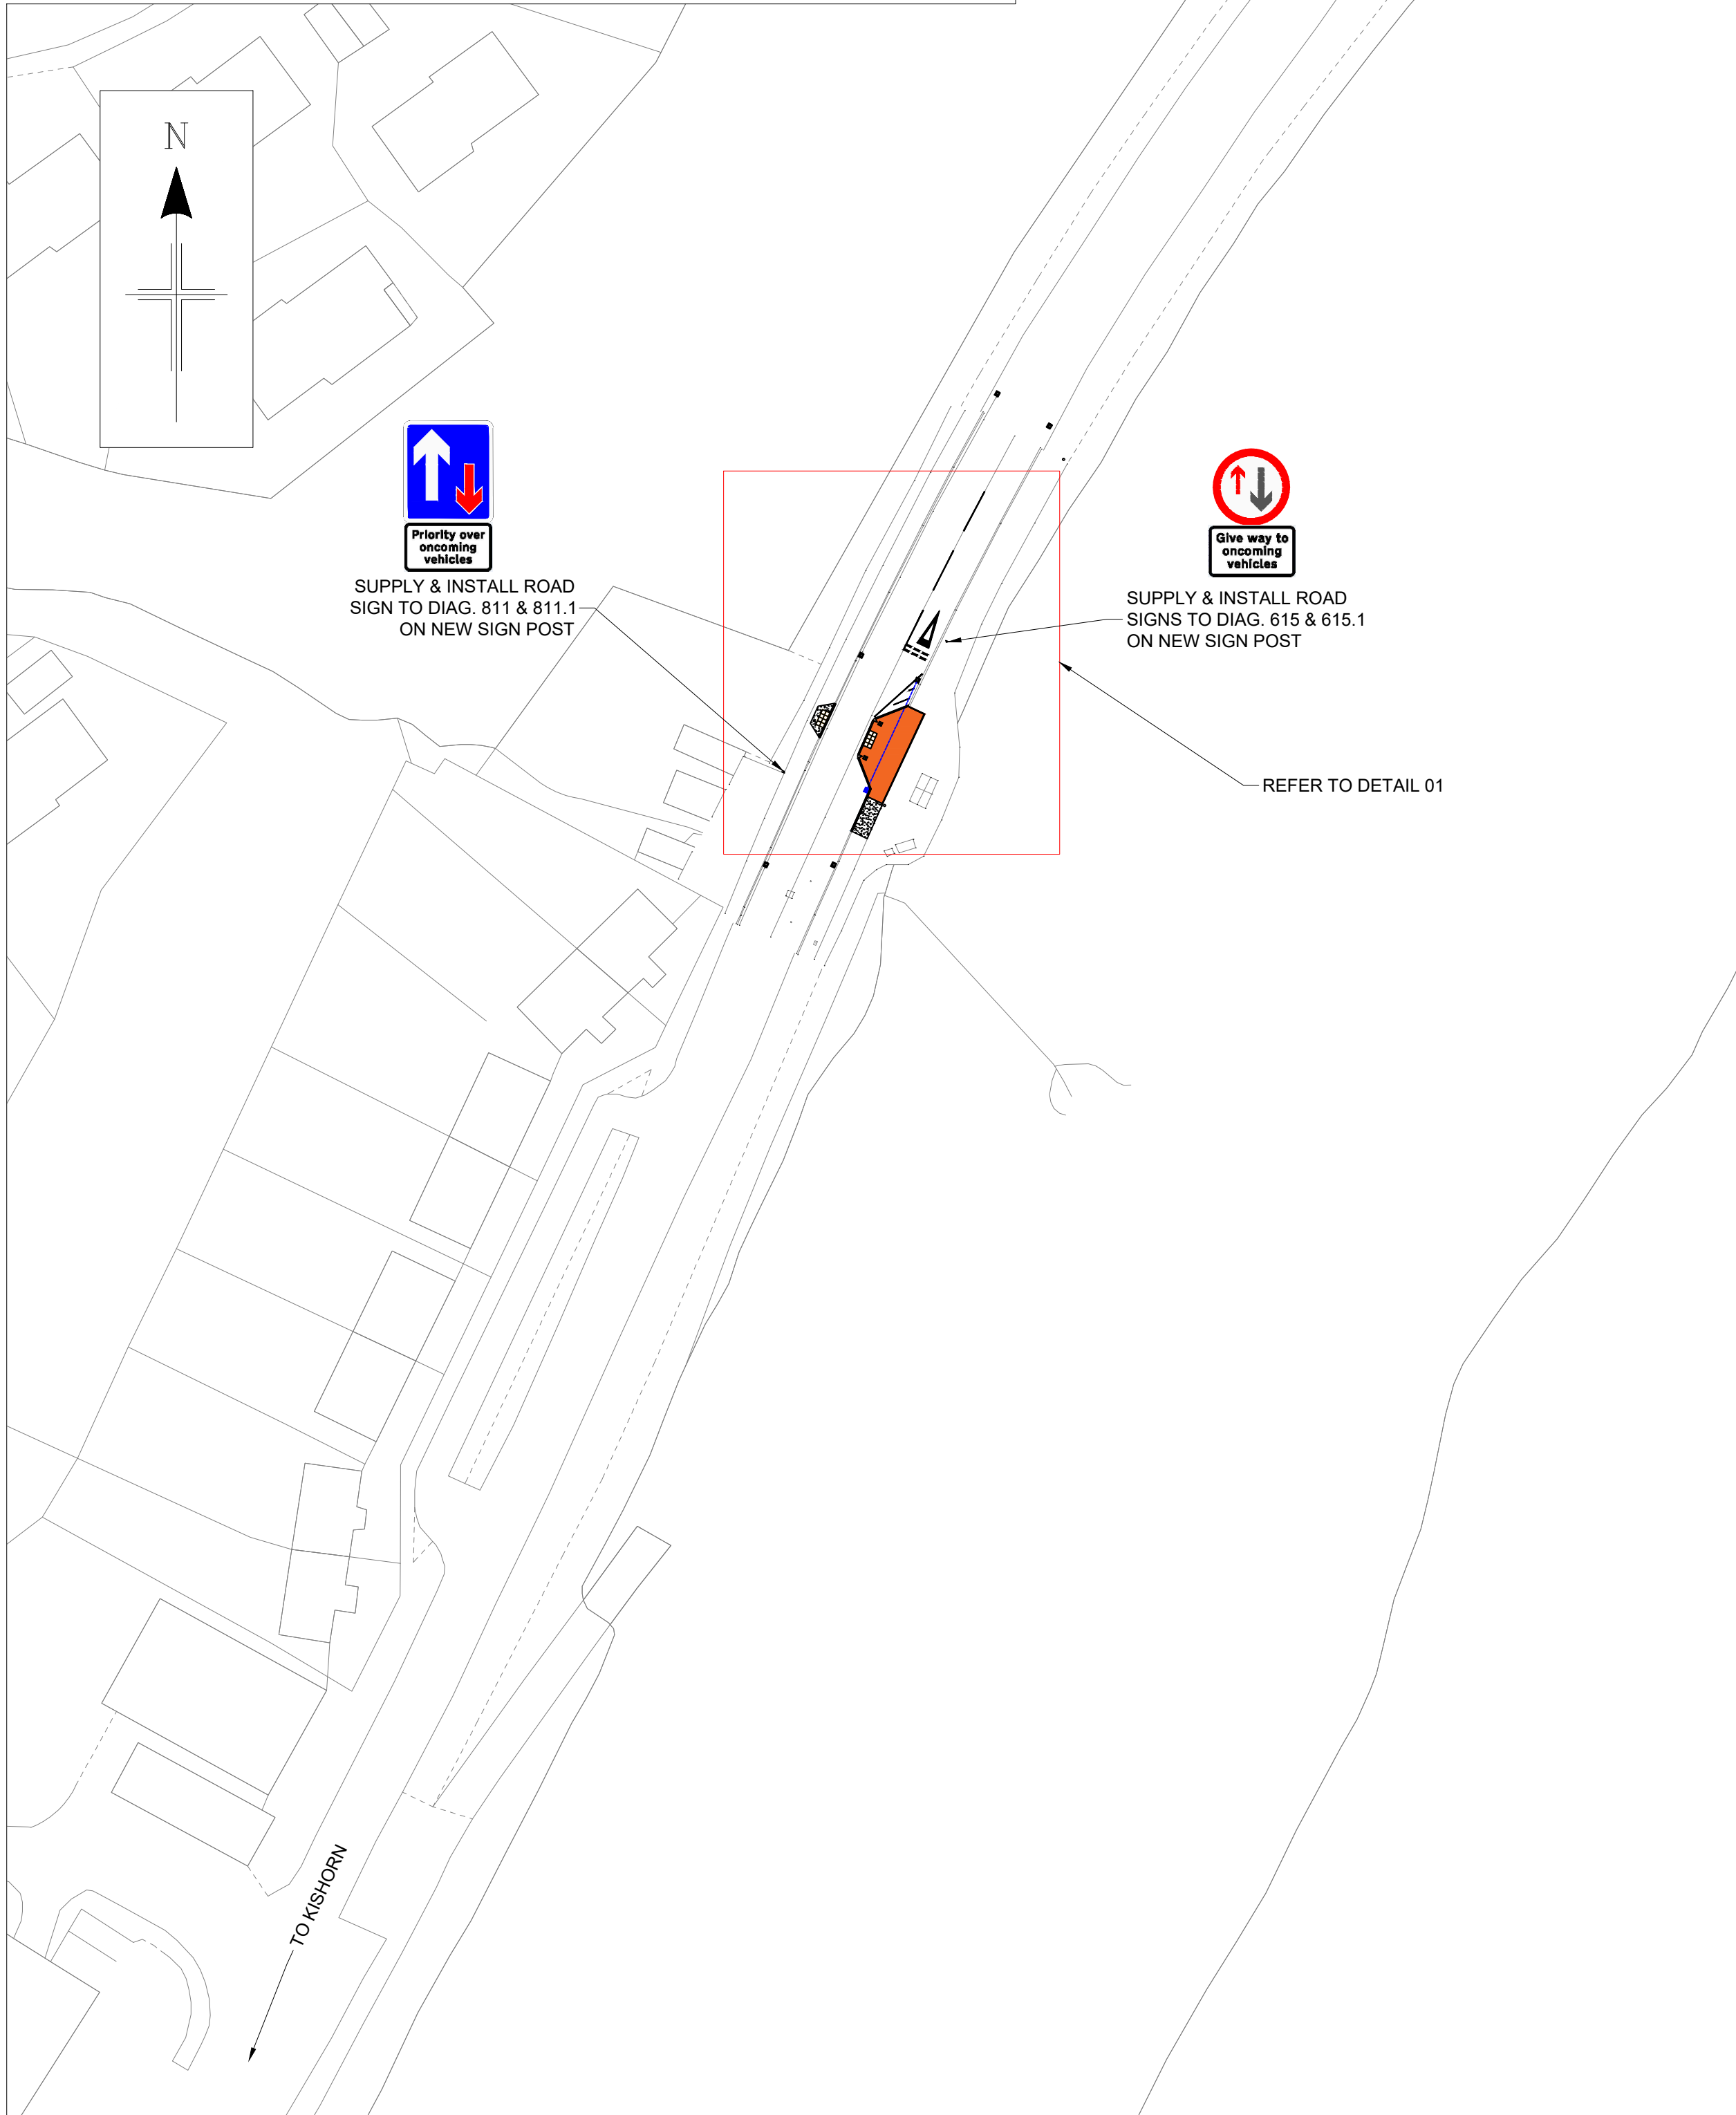 N
Priority over
oncoming
vehicles
SUPPLY & INSTALL ROAD
SIGN TO DIAG. 811 & 811.1
ON NEW SIGN POST
Give way to
oncoming
vehicles
SUPPLY & INSTALL ROAD
SIGNS TO DIAG. 615 & 615.1
ON NEW SIGN POST
REFER TO DETAIL 01
TO KISHORN